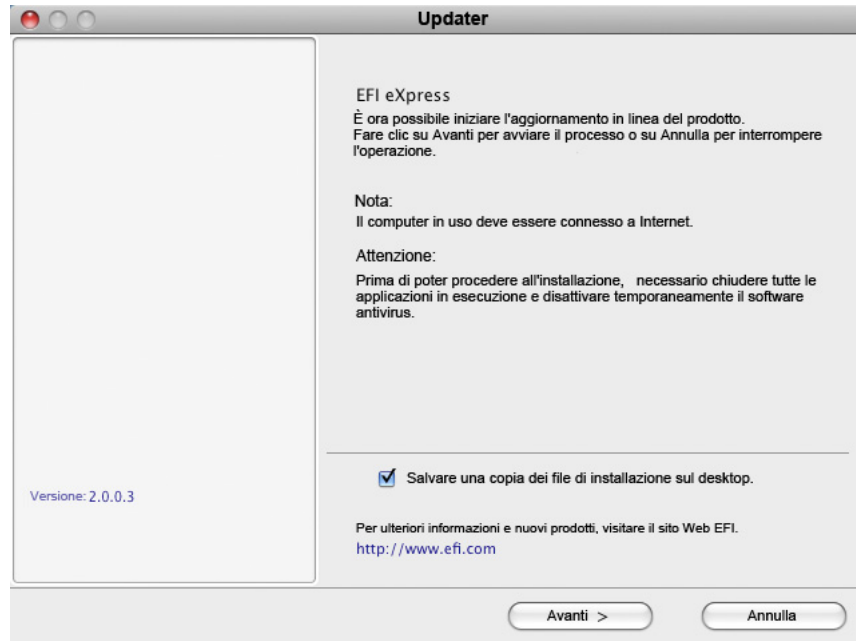 Updater
EFI eXpress
È ora possibile iniziare l'aggiornamento in linea del prodotto.
Fare clic su Avanti per avviare il processo o su Annulla per interrompere
l'operazione.
Nota:
Il computer in uso deve essere connesso a Internet.
Attenzione:
Prima di poter procedere all'installazione, necessario chiudere tutte le
applicazioni in esecuzione e disattivare temporaneamente il software
antivirus.
Salvare una copia dei file di installazione sul desktop.
Versione: 2.0.0.3
Per ulteriori informazioni e nuovi prodotti, visitare il sito Web EFI.
http://www.efi.com
Avanti >
Annulla